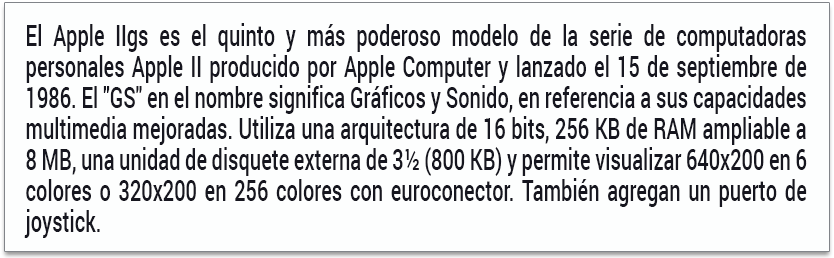 El Apple IIgs es el quinto y más poderoso modelo de la serie de computadoras
personales Apple II producido por Apple Computer y lanzado el 15 de septiembre de
1986. El "GS" en el nombre significa Gráficos y Sonido, en referencia a sus capacidades
multimedia mejoradas. Utiliza una arquitectura de 16 bits, 256 KB de RAM ampliable a
8 MB, una unidad de disquete externa de 3½ (800 KB) y permite visualizar 640x200 en 6
colores o 320x200 en 256 colores con euroconector. También agregan un puerto de
joystick.